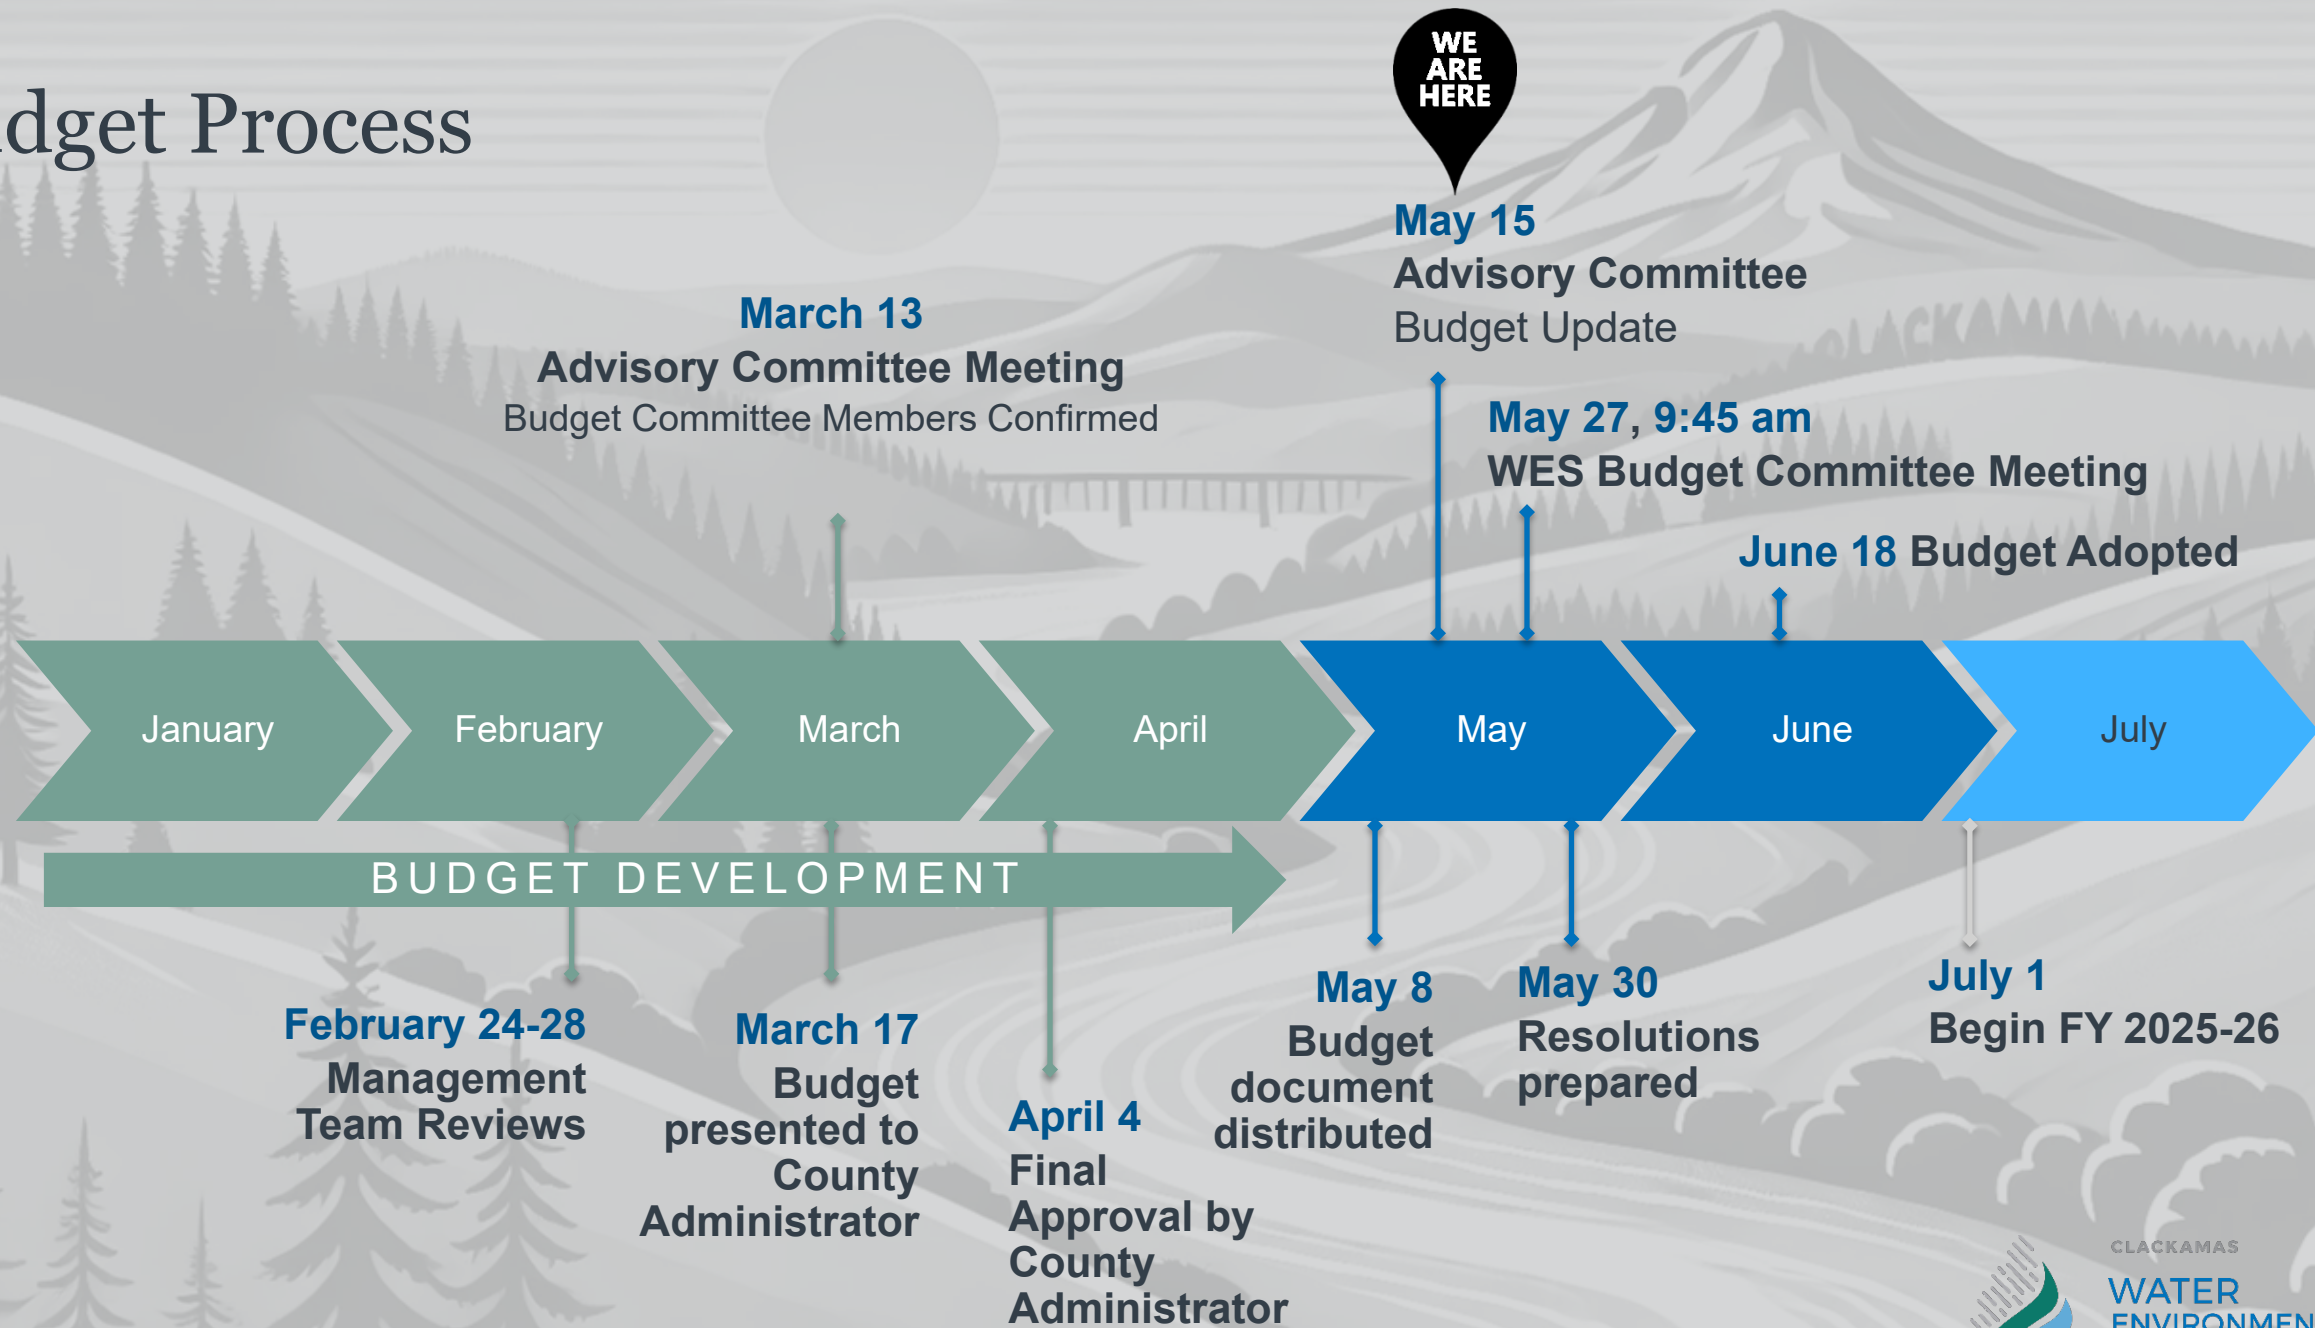 dget Process
WE
ARE
HERE
May 15
Advisory Committee
Budget Update
March 13
Advisory Committee Meeting
Budget Committee Members Confirmed
May 27, 9:45 am
WES Budget Committee Meeting
June 18 Budget Adopted
CLACKAMA
January
February
March
April
May
June
July
BUDGET DEVELOPMENT
February 24-28
Management
Team Reviews
March 17
Budget
presented to
County
Administrator
April 4
Final
Approval by
County
Administrator
May 8
Budget
document
distributed
May 30
Resolutions
prepared
July 1
Begin FY 2025-26
CLACKAMAS
WATER
ENVIRONMEN